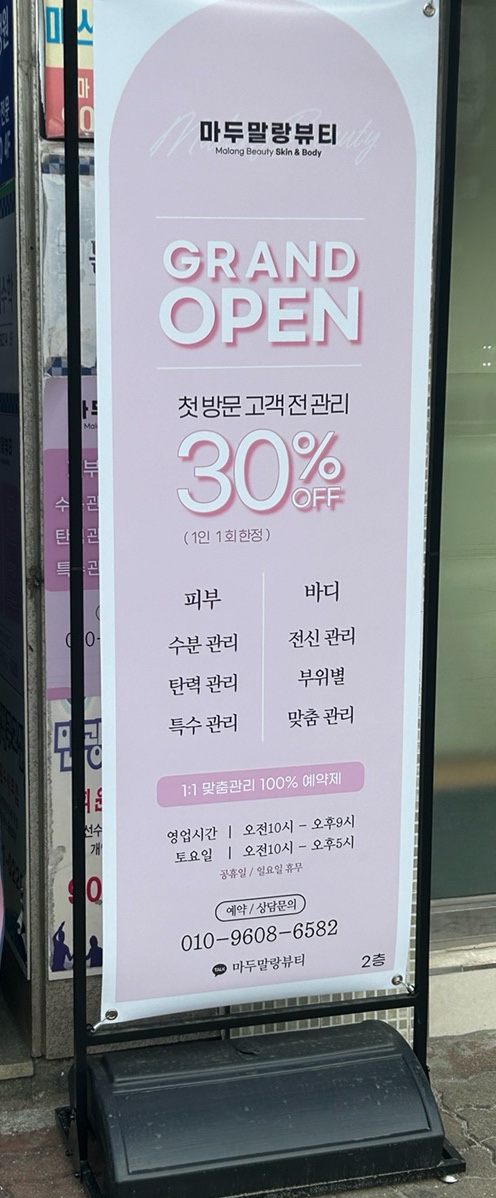 마두말랑뷰티
Malang Beauty Skin & Body
GRAND
OPEN
첫 방문 고객 전 관리
30%
OFF
(1인 1회 한정)
피부
수분 관리
탄력 관리
특수 관리
바디
전신 관리
부위별
맞춤 관리
1:1 맞춤관리 100% 예약제
영업시간 | 오전10시 - 오후9시
토요일 | 오전10시 - 오후5시
공휴일 / 일요일 휴무
예약 / 상담문의
010-9608-6582
TALK 마두말랑뷰티
2층